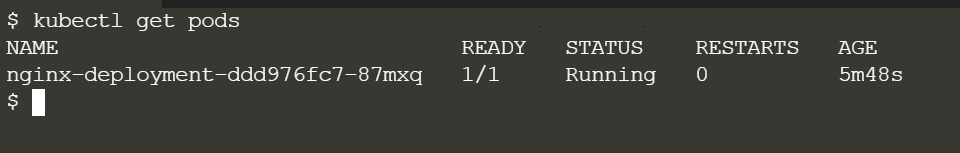 $ kubectl get pods
NAME                               READY   STATUS    RESTARTS   AGE
nginx-deployment-ddd976fc7-87mxq   1/1     Running   0          5m48s
$